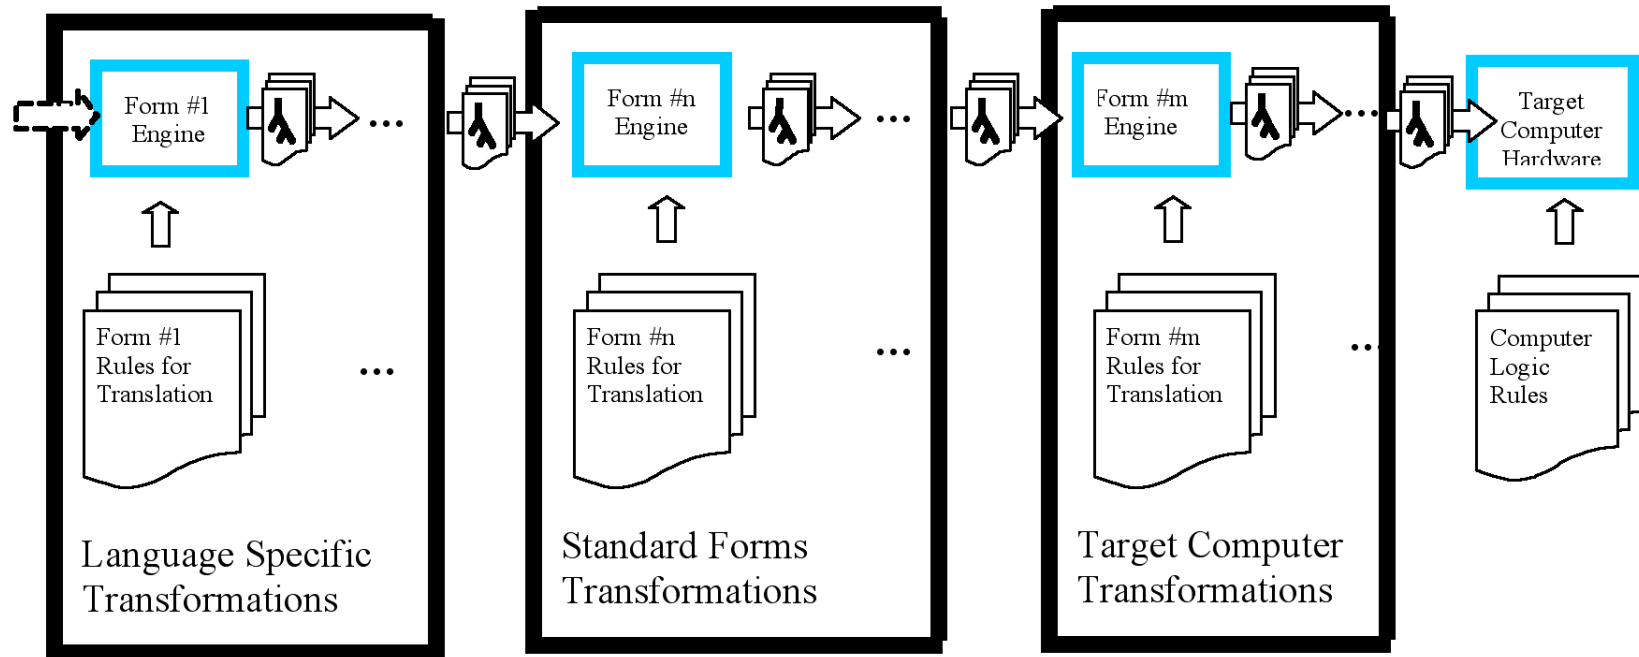 Form #1
Engine
...
Form #1
Rules for
Translation
...
Language Specific
Transformations
Form #n
Engine
...
Form #n
Rules for
Translation
...
Standard Forms
Transformations
Form #m
Engine
...
Form #m
Rules for
Translation
...
Target Computer
Transformations
Target
Computer
Hardware
Computer
Logic
Rules